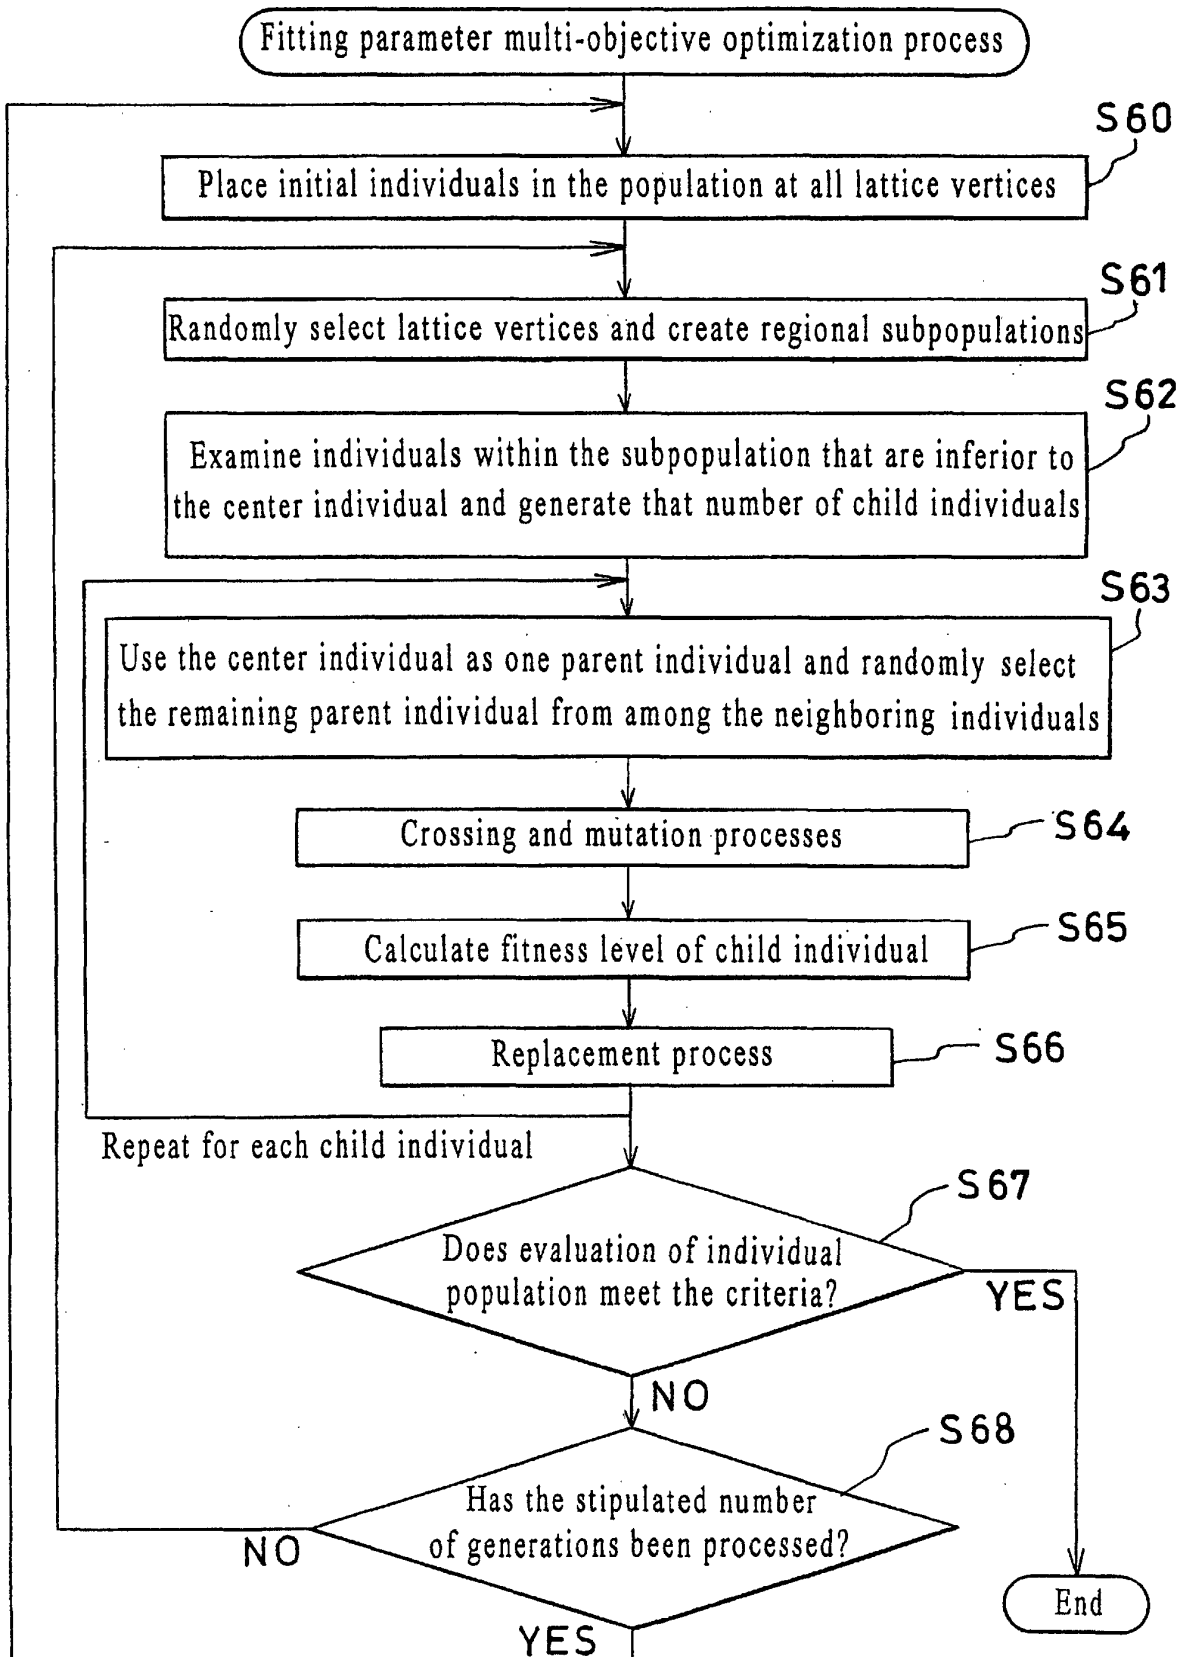 Fitting parameter multi-objective optimization process
S60
Place initial individuals in the population at all lattice vertices
S61
Randomly select lattice vertices and create regional subpopulations
S62
Examine individuals within the subpopulation that are inferior to
the center individual and generate that number of child individuals
S63
Use the center individual as one parent individual and randomly select
the remaining parent individual from among the neighboring individuals
Crossing and mutation processes
S64
Calculate fitness level of child individual
S65
Replacement process
S66
Repeat for each child individual
S67
Does evaluation of individual
population meet the criteria?
YES
NO
S68
Has the stipulated number
of generations been processed?
NO
End
YES